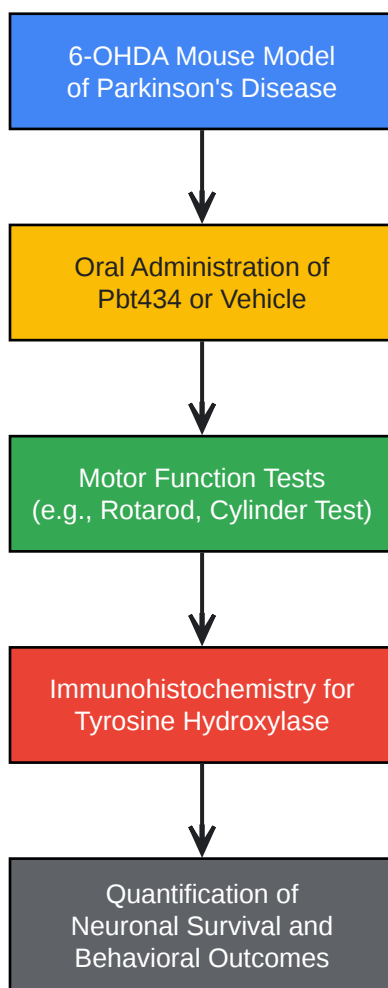 6-OHDA Mouse Model
of Parkinson's Disease
Oral Administration of
Pbt434 or Vehicle
Motor Function Tests
(e.g., Rotarod, Cylinder Test)
Immunohistochemistry for
Tyrosine Hydroxylase
Quantification of
Neuronal Survival and
Behavioral Outcomes